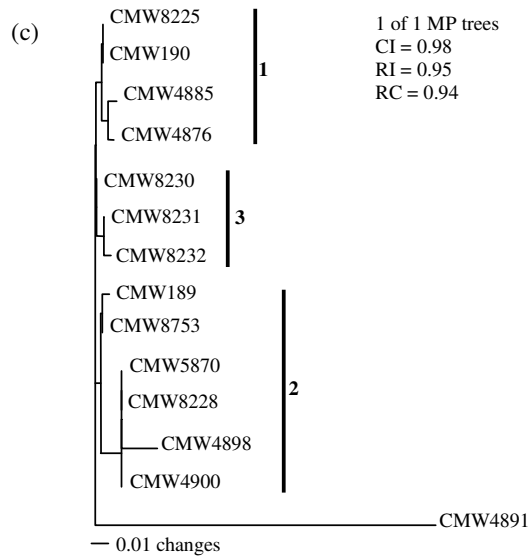 (c)
CMW8225
CMW190
CMW4885
CMW4876
1
1 of 1 MP trees
CI = 0.98
RI = 0.95
RC = 0.94
CMW8230
CMW8231
CMW8232
3
CMW189
CMW8753
CMW5870
CMW8228
CMW4898
CMW4900
2
CMW4891
0.01 changes